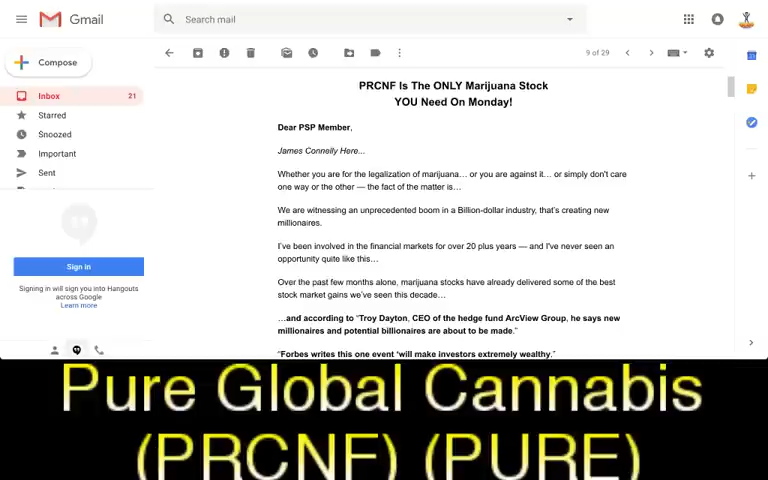 Gmail
Search mail
Compose
9 of 29
Inbox 21
Starred
Snoozed
Important
Sent
Sign in
Signing in will sign you into Hangouts
across Google
Learn more
PRCNF Is The ONLY Marijuana Stock
YOU Need On Monday!
Dear PSP Member,
James Connelly Here...
Whether you are for the legalization of marijuana… or you are against it… or simply don't care
one way or the other — the fact of the matter is…
We are witnessing an unprecedented boom in a Billion-dollar industry, that's creating new
millionaires.
I've been involved in the financial markets for over 20 plus years — and I've never seen an
opportunity quite like this…
Over the past few months alone, marijuana stocks have already delivered some of the best
stock market gains we've seen this decade…
…and according to "Troy Dayton, CEO of the hedge fund ArcView Group, he says new
millionaires and potential billionaires are about to be made."
"Forbes writes this one event 'will make investors extremely wealthy."
Pure Global Cannabis
(PRCNF) (PURE)